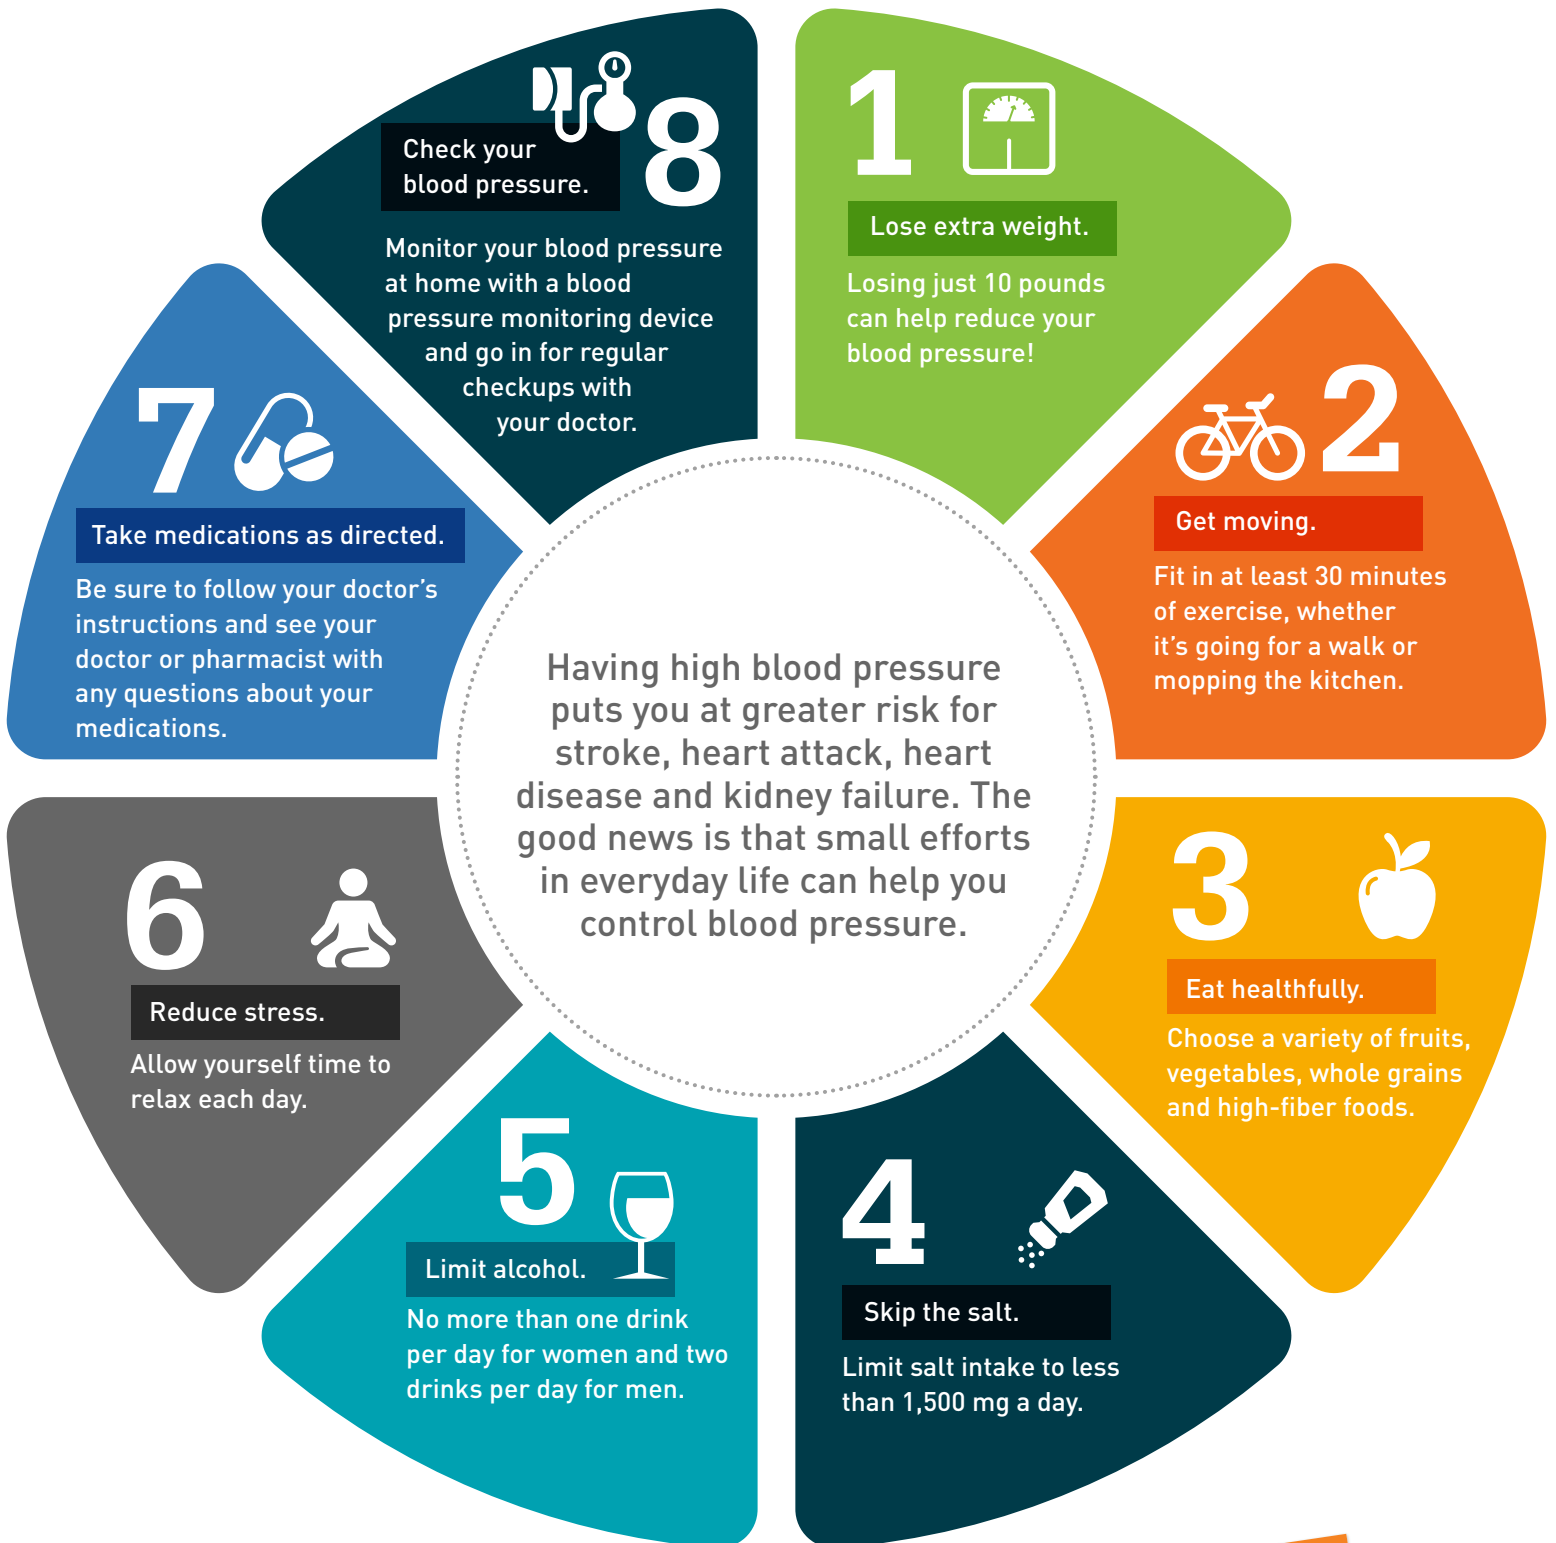 1
Lose extra weight.
Losing just 10 pounds
can help reduce your
blood pressure!
2
Get moving.
Fit in at least 30 minutes
of exercise, whether
it's going for a walk or
mopping the kitchen.
3
Eat healthfully.
Choose a variety of fruits,
vegetables, whole grains
and high-fiber foods.
4
Skip the salt.
Limit salt intake to less
than 1,500 mg a day.
5
Limit alcohol.
No more than one drink
per day for women and two
drinks per day for men.
6
Reduce stress.
Allow yourself time to
relax each day.
7
Take medications as directed.
Be sure to follow your doctor's
instructions and see your
doctor or pharmacist with
any questions about your
medications.
8
Check your
blood pressure.
Monitor your blood pressure
at home with a blood
pressure monitoring device
and go in for regular
checkups with
your doctor.
Having high blood pressure
puts you at greater risk for
stroke, heart attack, heart
disease and kidney failure. The
good news is that small efforts
in everyday life can help you
control blood pressure.